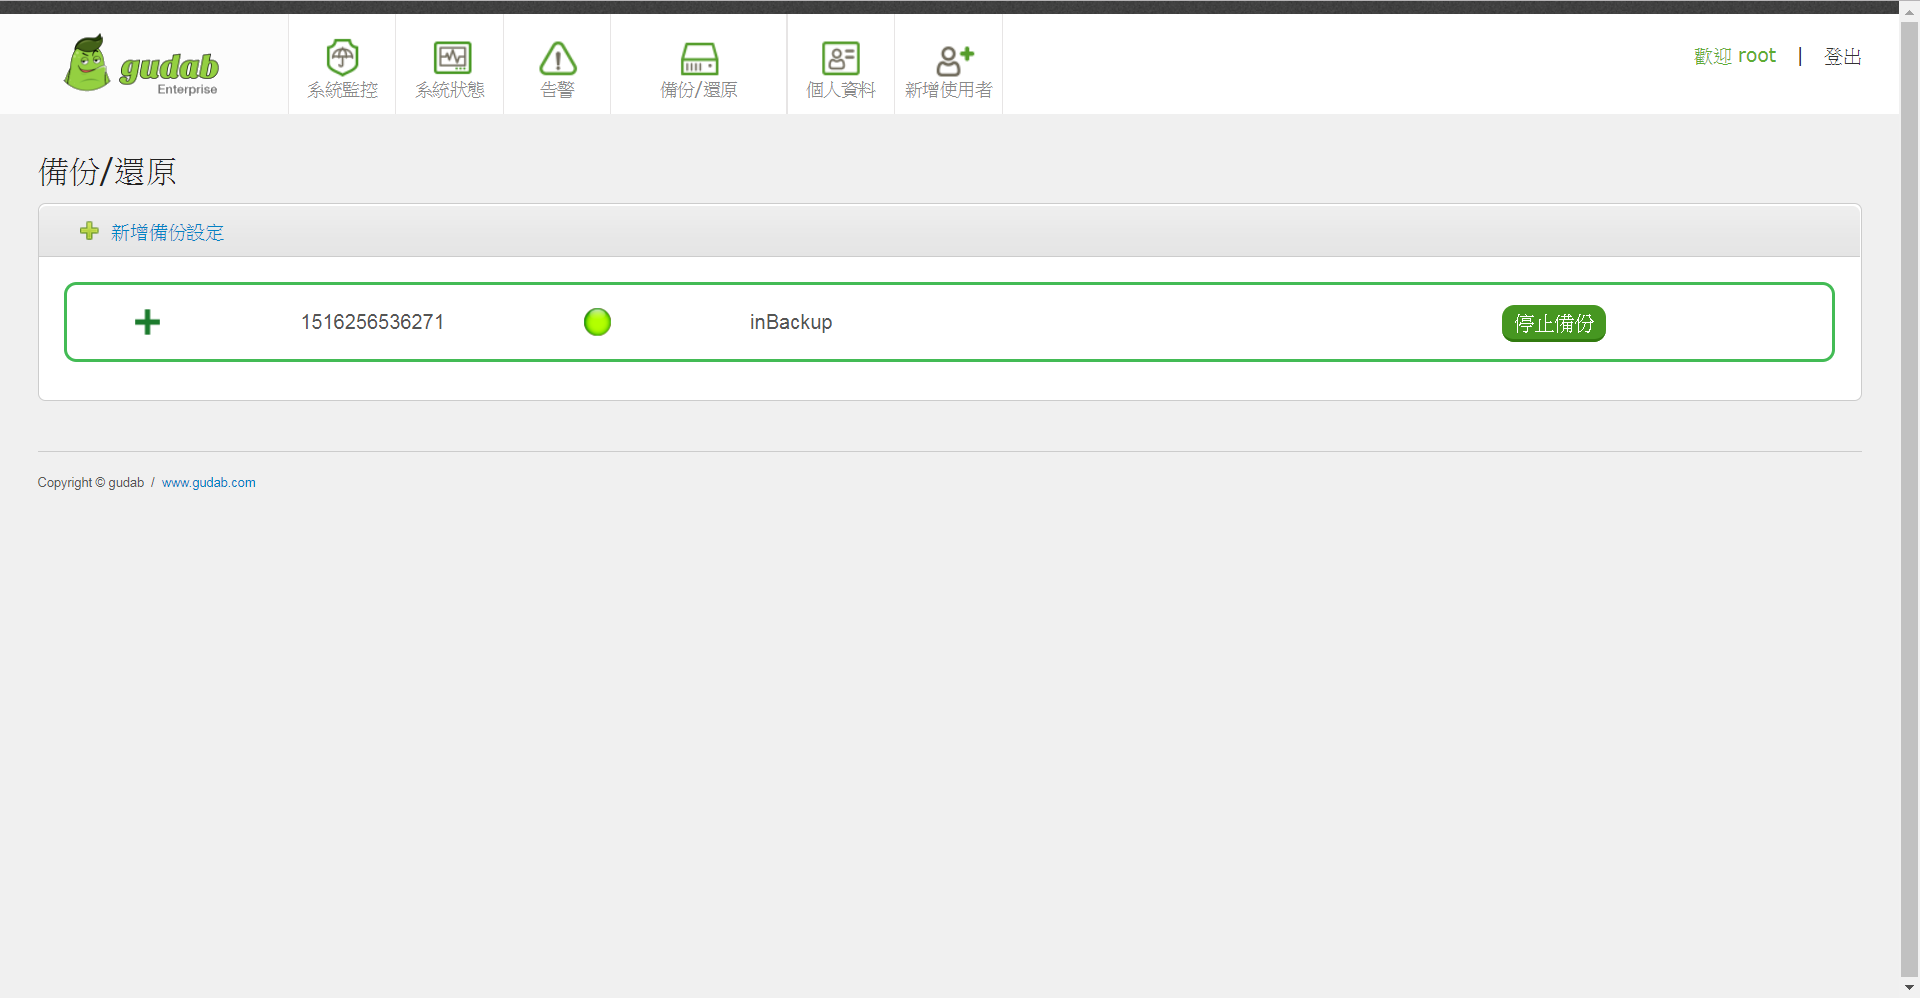 gudab
Enterprise
系統監控
系統狀態
告警
備份/還原
個人資料
新增使用者
歡迎 root | 登出
備份/還原
新增備份設定
1516256536271 inBackup 停止備份
Copyright © gudab / www.gudab.com